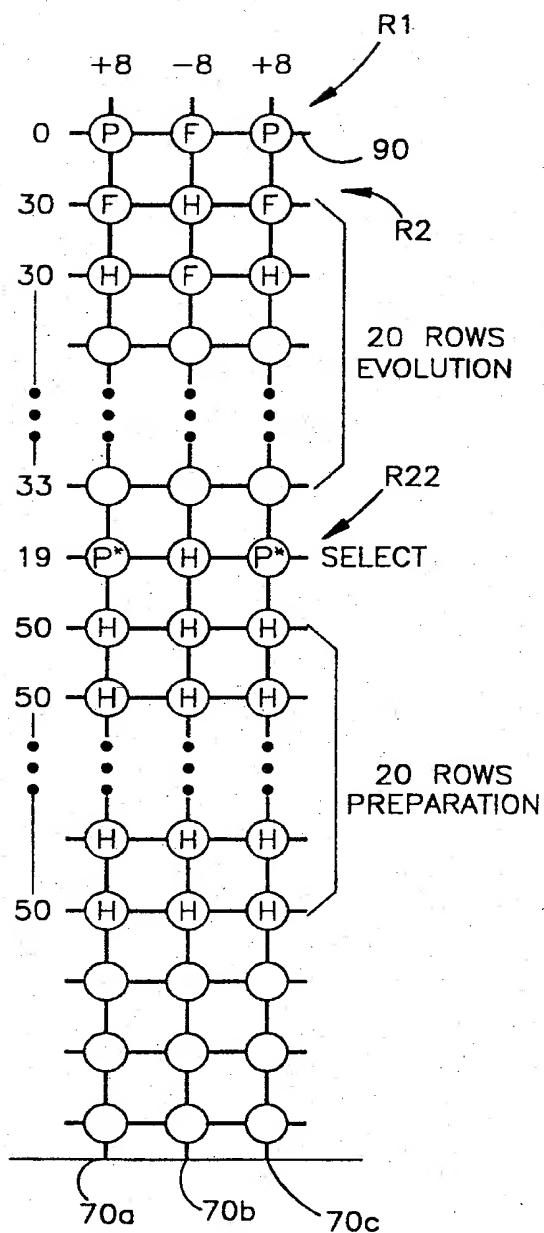 R1
+8 -8 +8
0 P F P 90
30 F H F R2
30 H F H
20 ROWS
EVOLUTION
33 R22
19 P* H P* SELECT
50 H H H
50 H H H
20 ROWS
PREPARATION
H H H
50 H H H
70a 70b 70c